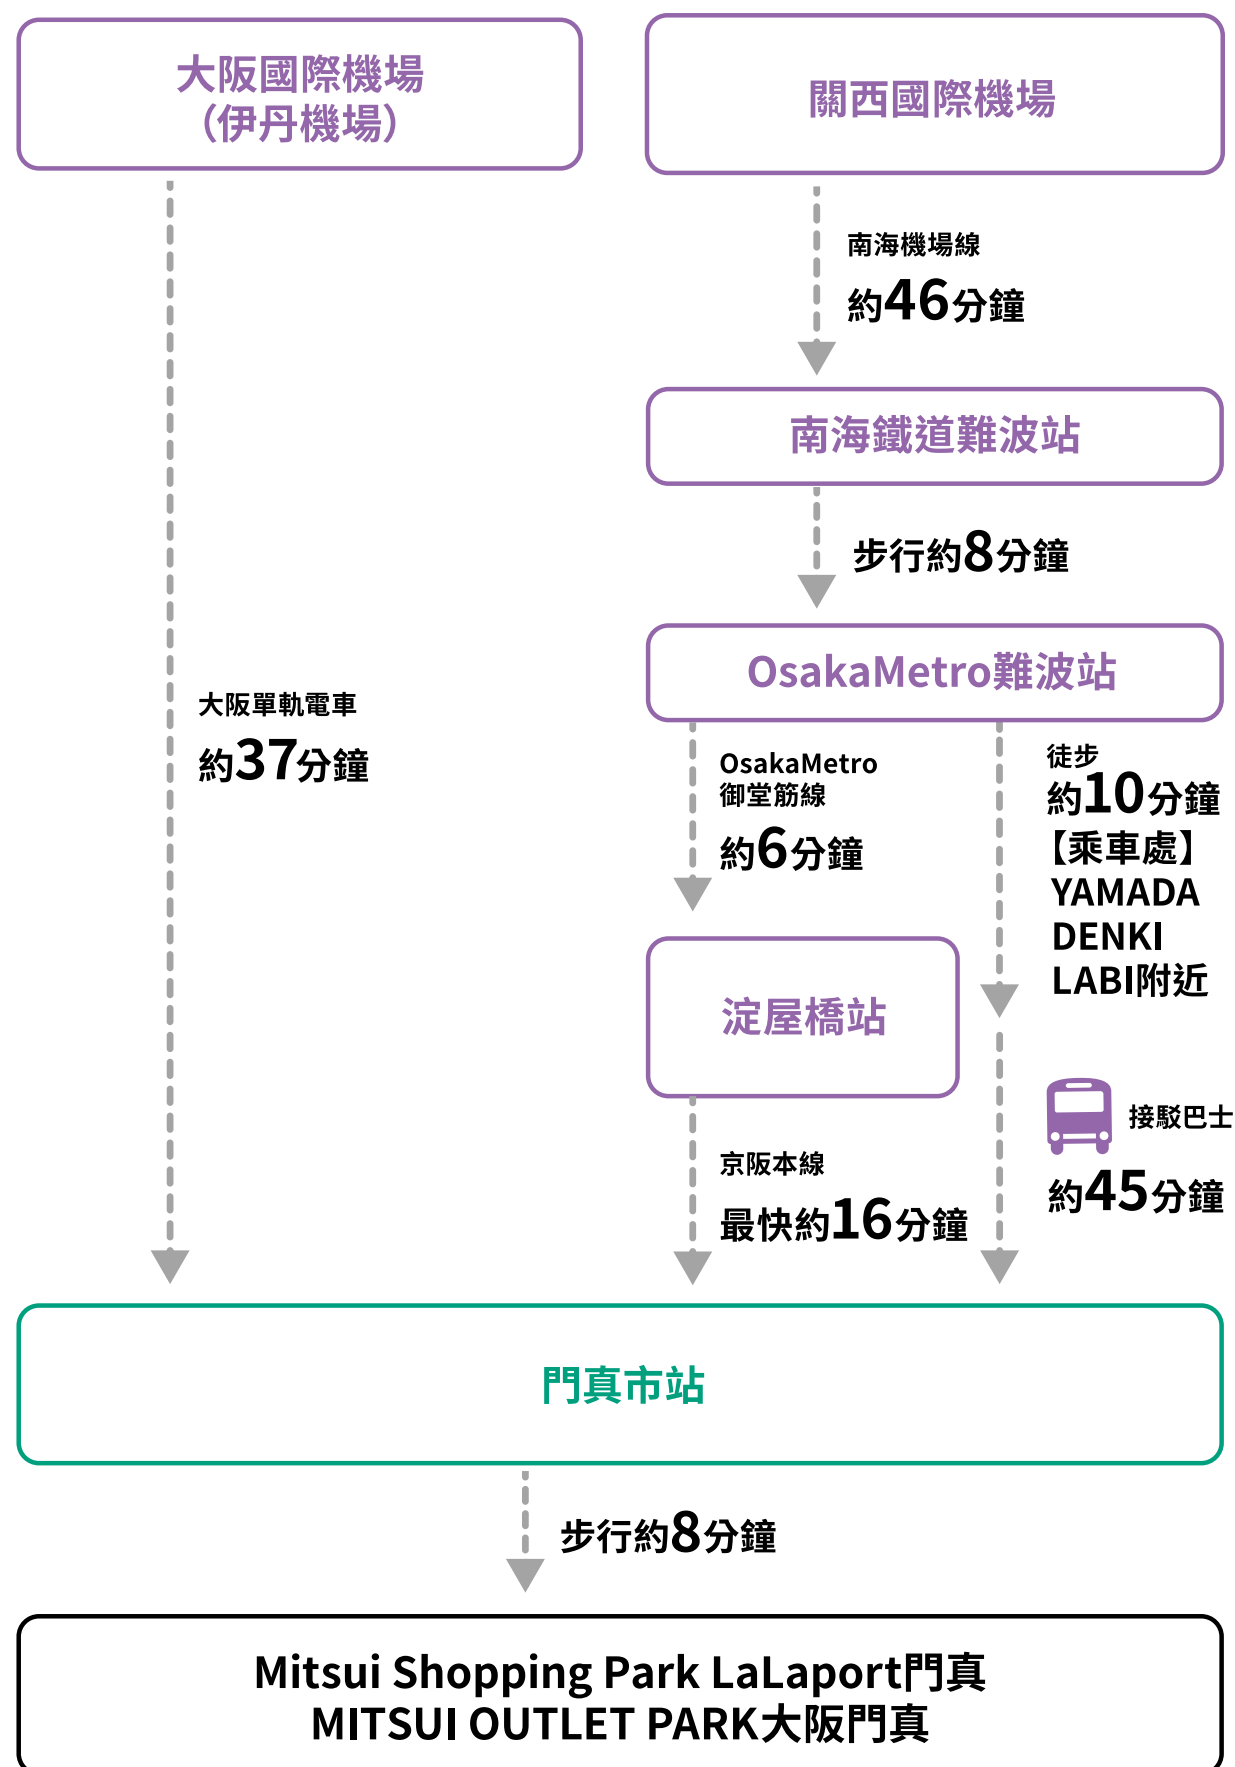 大阪國際機場
（伊丹機場）
關西國際機場
南海機場線
約46分鐘
南海鐵道難波站
步行約8分鐘
OsakaMetro難波站
大阪單軌電車
約37分鐘
OsakaMetro
御堂筋線
約6分鐘
徒步
約10分鐘
【乘車處】
YAMADA
DENKI
LABI附近
淀屋橋站
接駁巴士
約45分鐘
京阪本線
最快約16分鐘
門真市站
步行約8分鐘
Mitsui Shopping Park LaLaport門真
MITSUI OUTLET PARK大阪門真